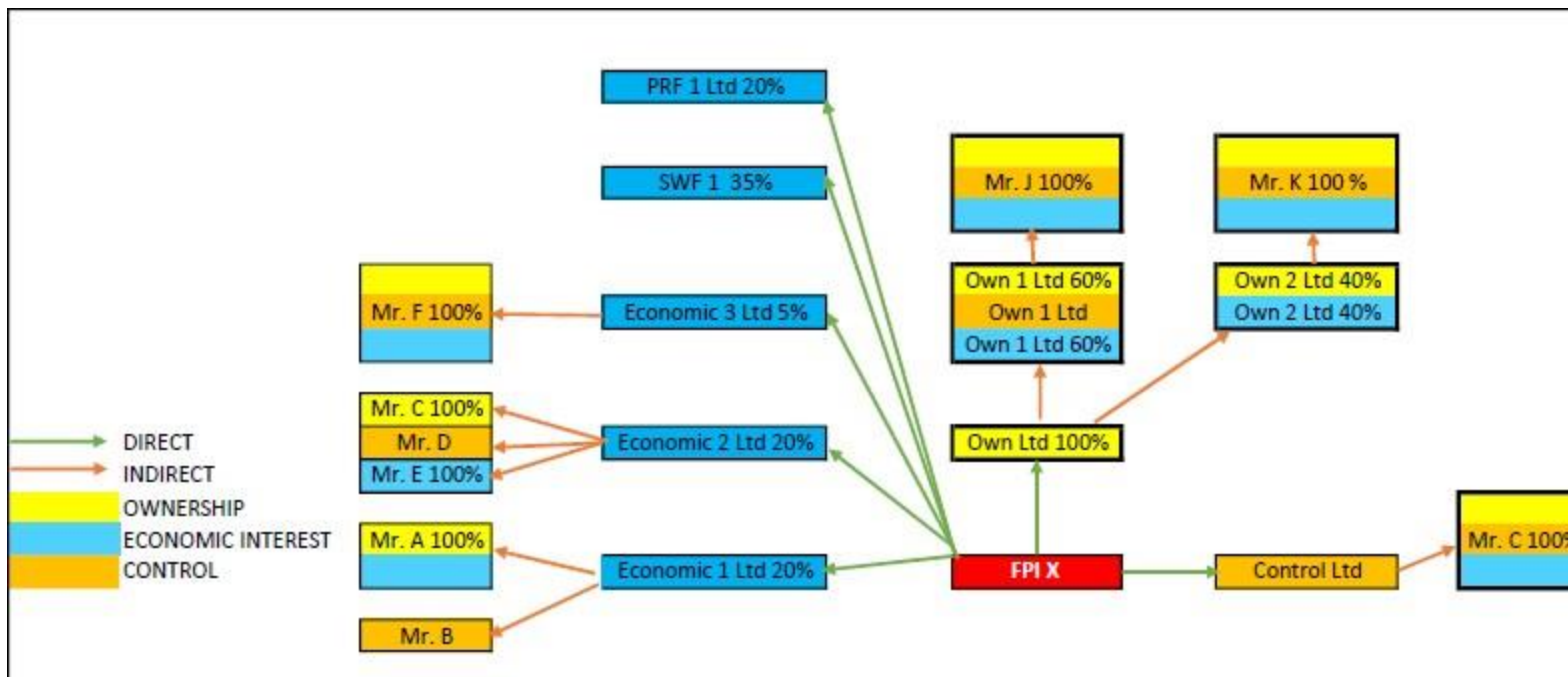 PRF 1 Ltd 20%
SWF 1 35%
Mr. J 100%
Mr. K 100 %
Own 1 Ltd 60%
Own 1 Ltd
Own 1 Ltd 60%
Own 2 Ltd 40%
Own 2 Ltd 40%
Mr. F 100%
Economic 3 Ltd 5%
Mr. C 100%
Mr. D
Mr. E 100%
Economic 2 Ltd 20%
Own Ltd 100%
DIRECT
INDIRECT
OWNERSHIP
ECONOMIC INTEREST
CONTROL
Mr. A 100%
Economic 1 Ltd 20%
FPI X
Control Ltd
Mr. C 100%
Mr. B